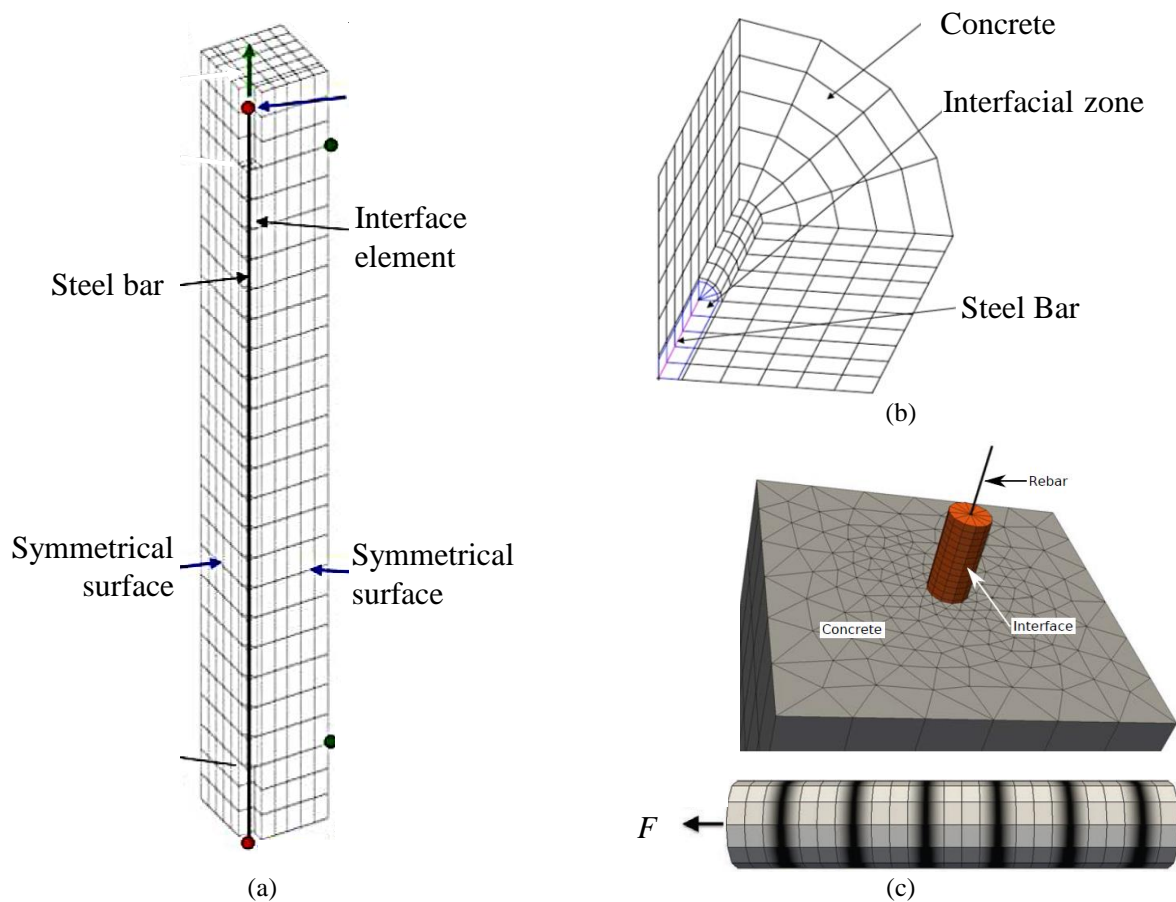 Interface
element
Steel bar
Symmetrical
surface
Symmetrical
surface
(a)
Concrete
Interfacial zone
Steel Bar
(b)
Rebar
Interface
Concrete
F
(c)